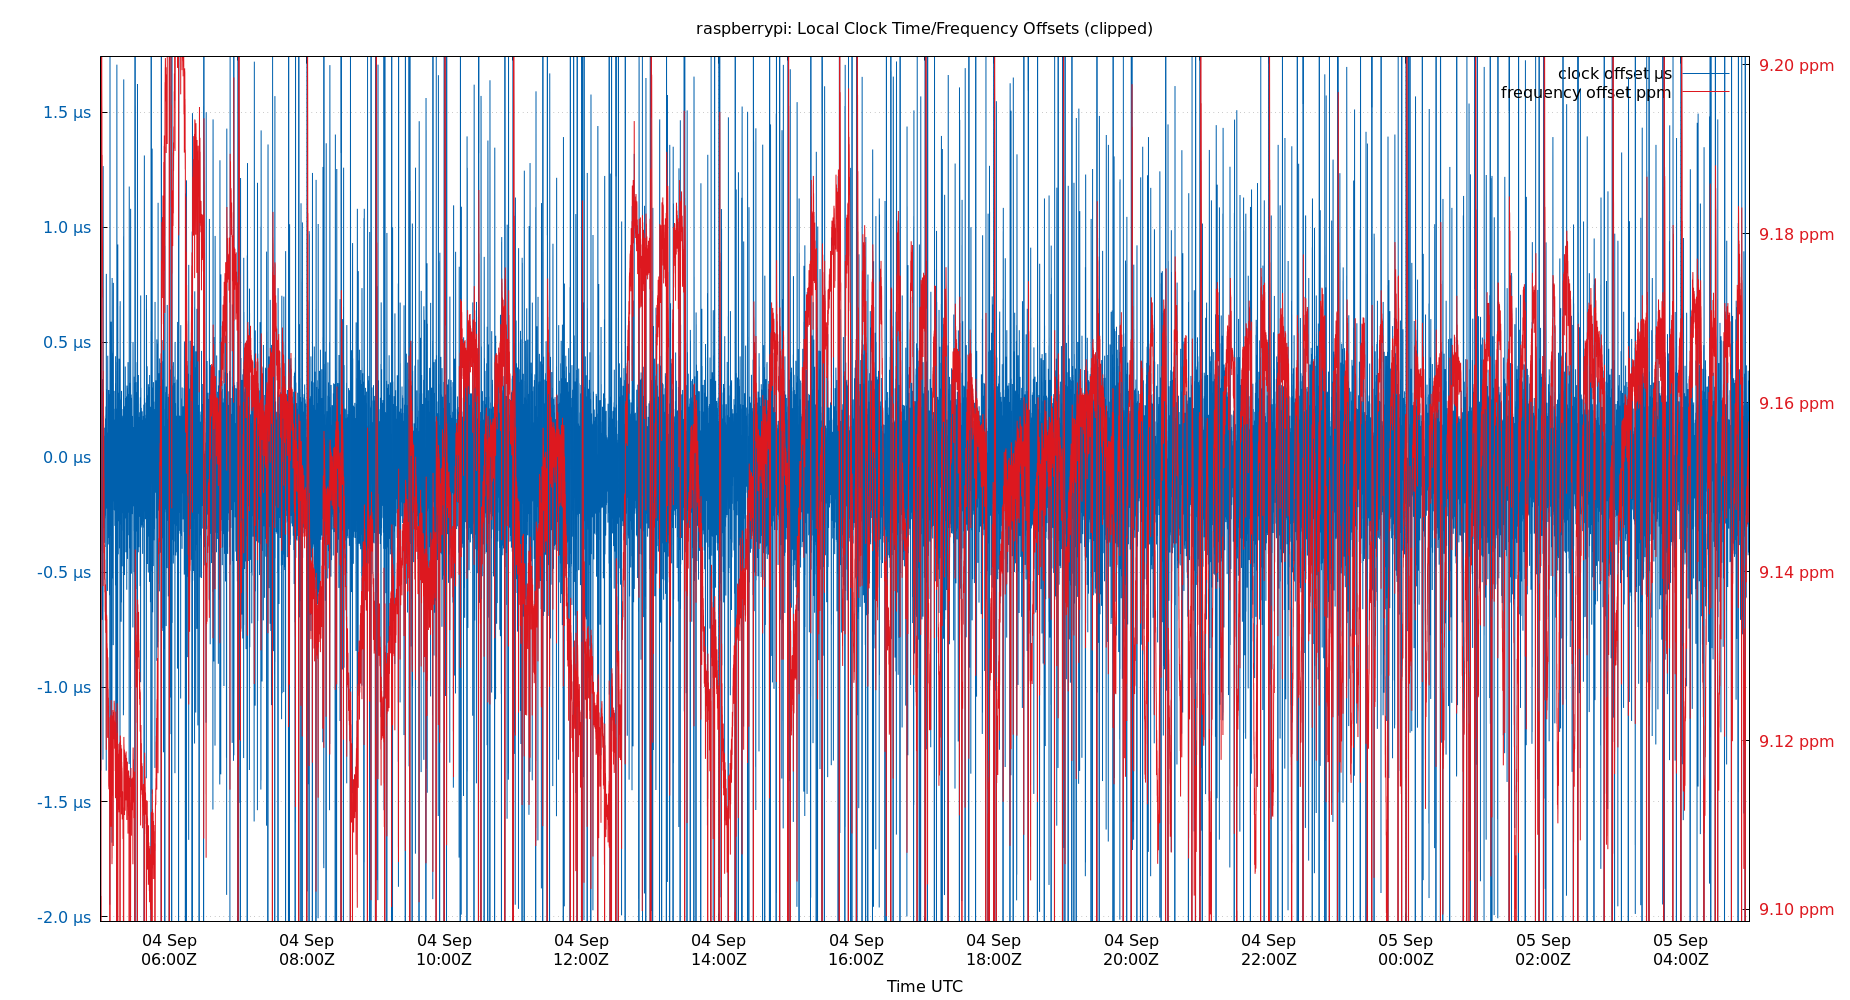 raspberrypi: Local Clock Time/Frequency Offsets (clipped)
clock offset µs
frequency offset ppm
1.5 µs
1.0 µs
0.5 µs
0.0 µs
-0.5 µs
-1.0 µs
-1.5 µs
-2.0 µs
9.20 ppm
9.18 ppm
9.16 ppm
9.14 ppm
9.12 ppm
9.10 ppm
04 Sep 04 Sep 04 Sep 04 Sep 04 Sep 04 Sep 04 Sep 04 Sep 04 Sep 05 Sep 05 Sep 05 Sep
06:00Z 08:00Z 10:00Z 12:00Z 14:00Z 16:00Z 18:00Z 20:00Z 22:00Z 00:00Z 02:00Z 04:00Z
Time UTC